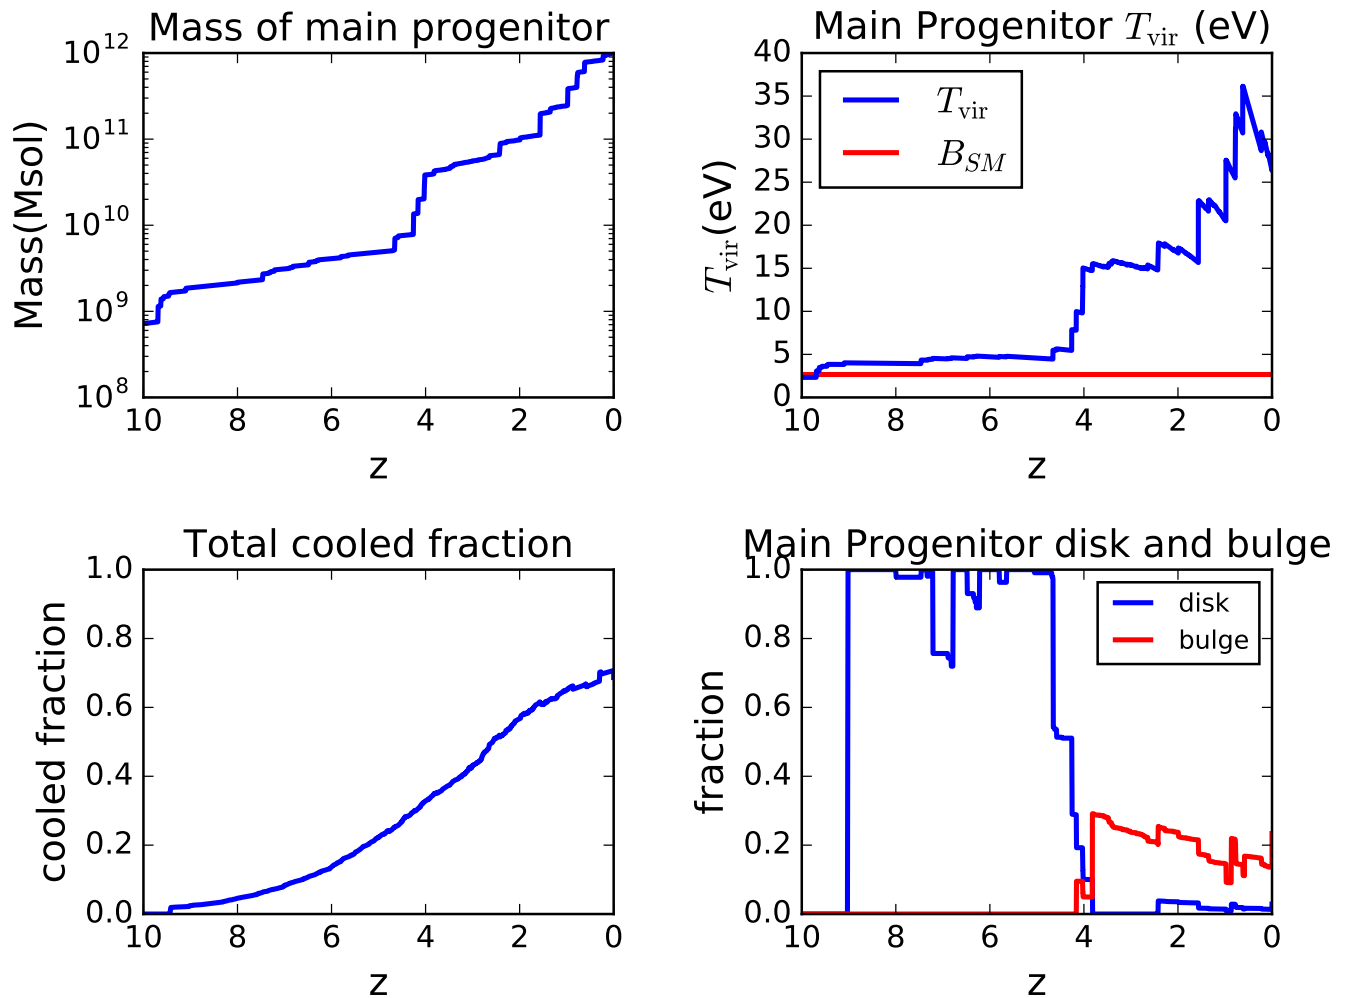 Mass of main progenitor
10^12
10^11
10^10
10^9
10^8
Mass(Msol)
10 8 6 4 2 0
z
Main Progenitor T_vir (eV)
40
35
30
25
20
15
10
5
0
T_vir(eV)
T_vir
B_SM
10 8 6 4 2 0
z
Total cooled fraction
1.0
0.8
0.6
0.4
0.2
0.0
cooled fraction
10 8 6 4 2 0
z
Main Progenitor disk and bulge
1.0
0.8
0.6
0.4
0.2
0.0
fraction
disk
bulge
10 8 6 4 2 0
z